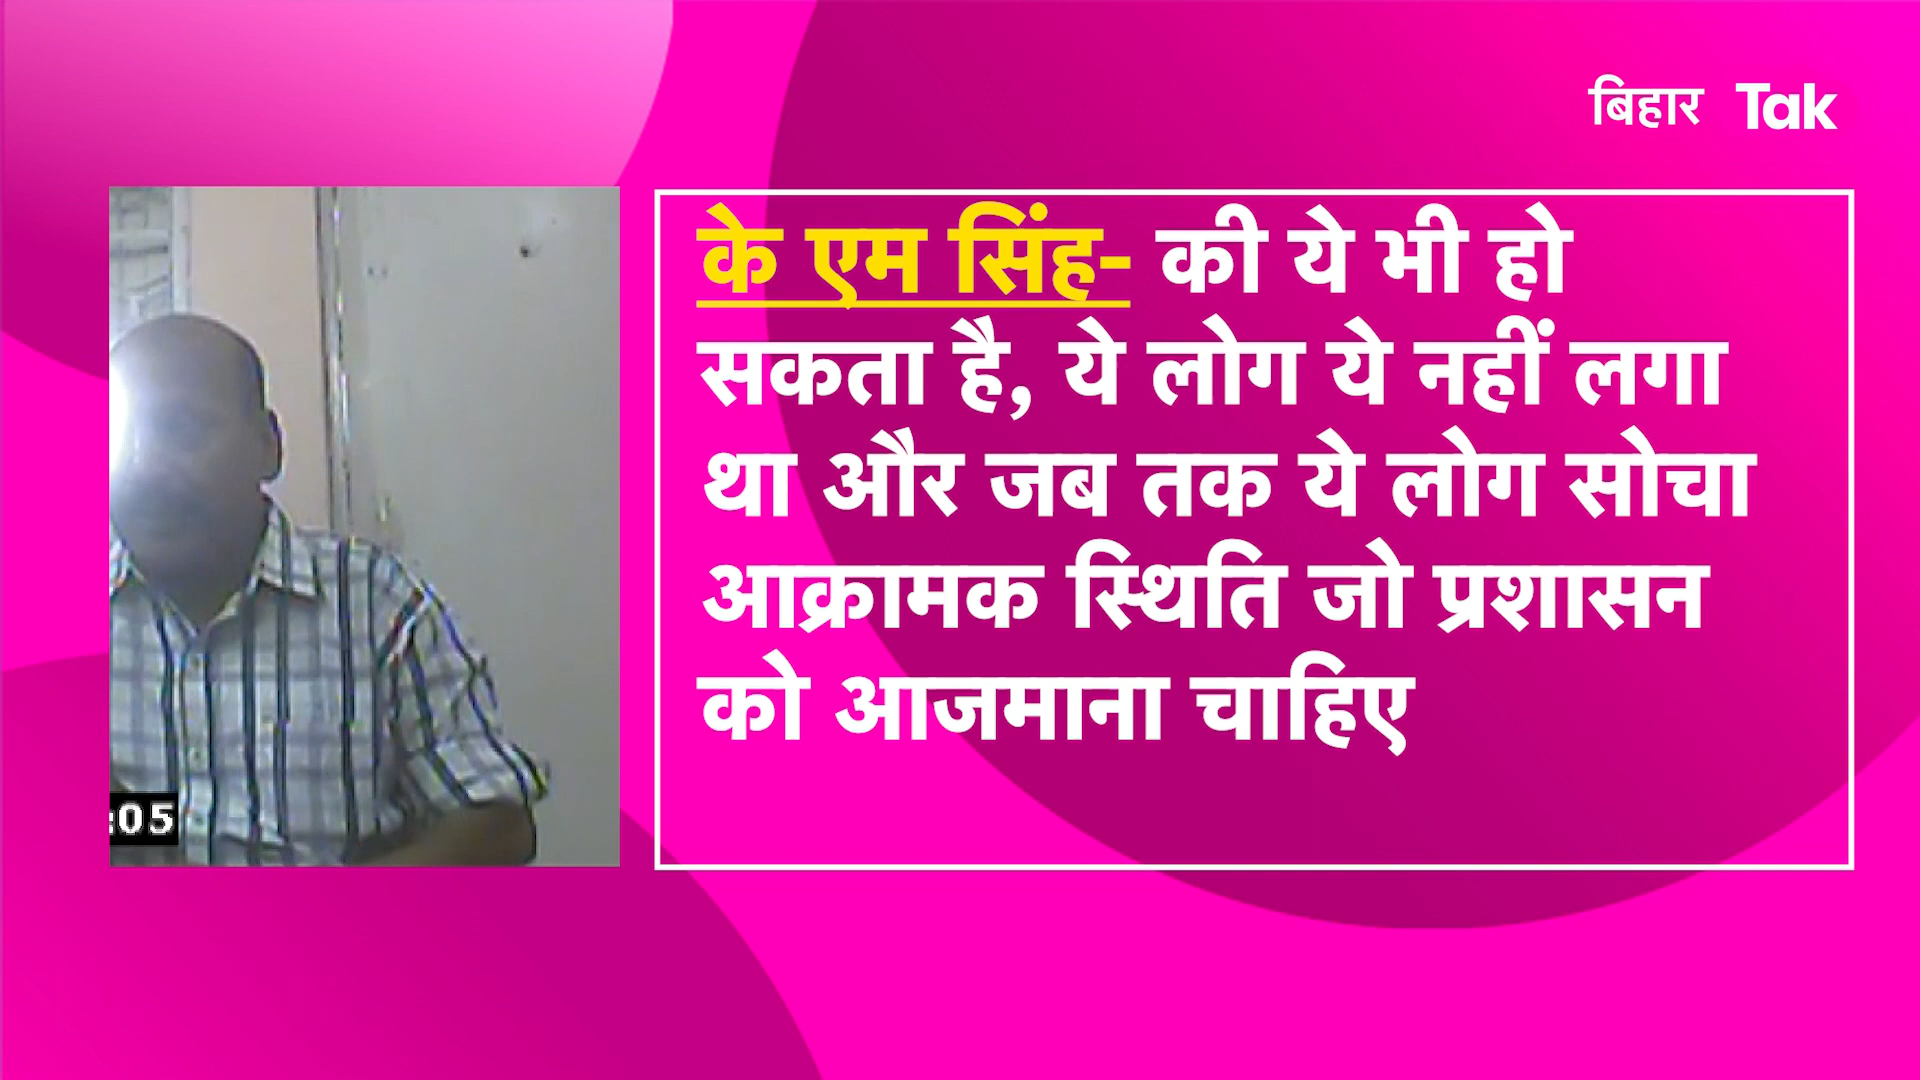 बिहार Tak
के एम सिंह- की ये भी हो
सकता है, ये लोग ये नहीं लगा
था और जब तक ये लोग सोचा
आक्रामक स्थिति जो प्रशासन
को आजमाना चाहिए
:05